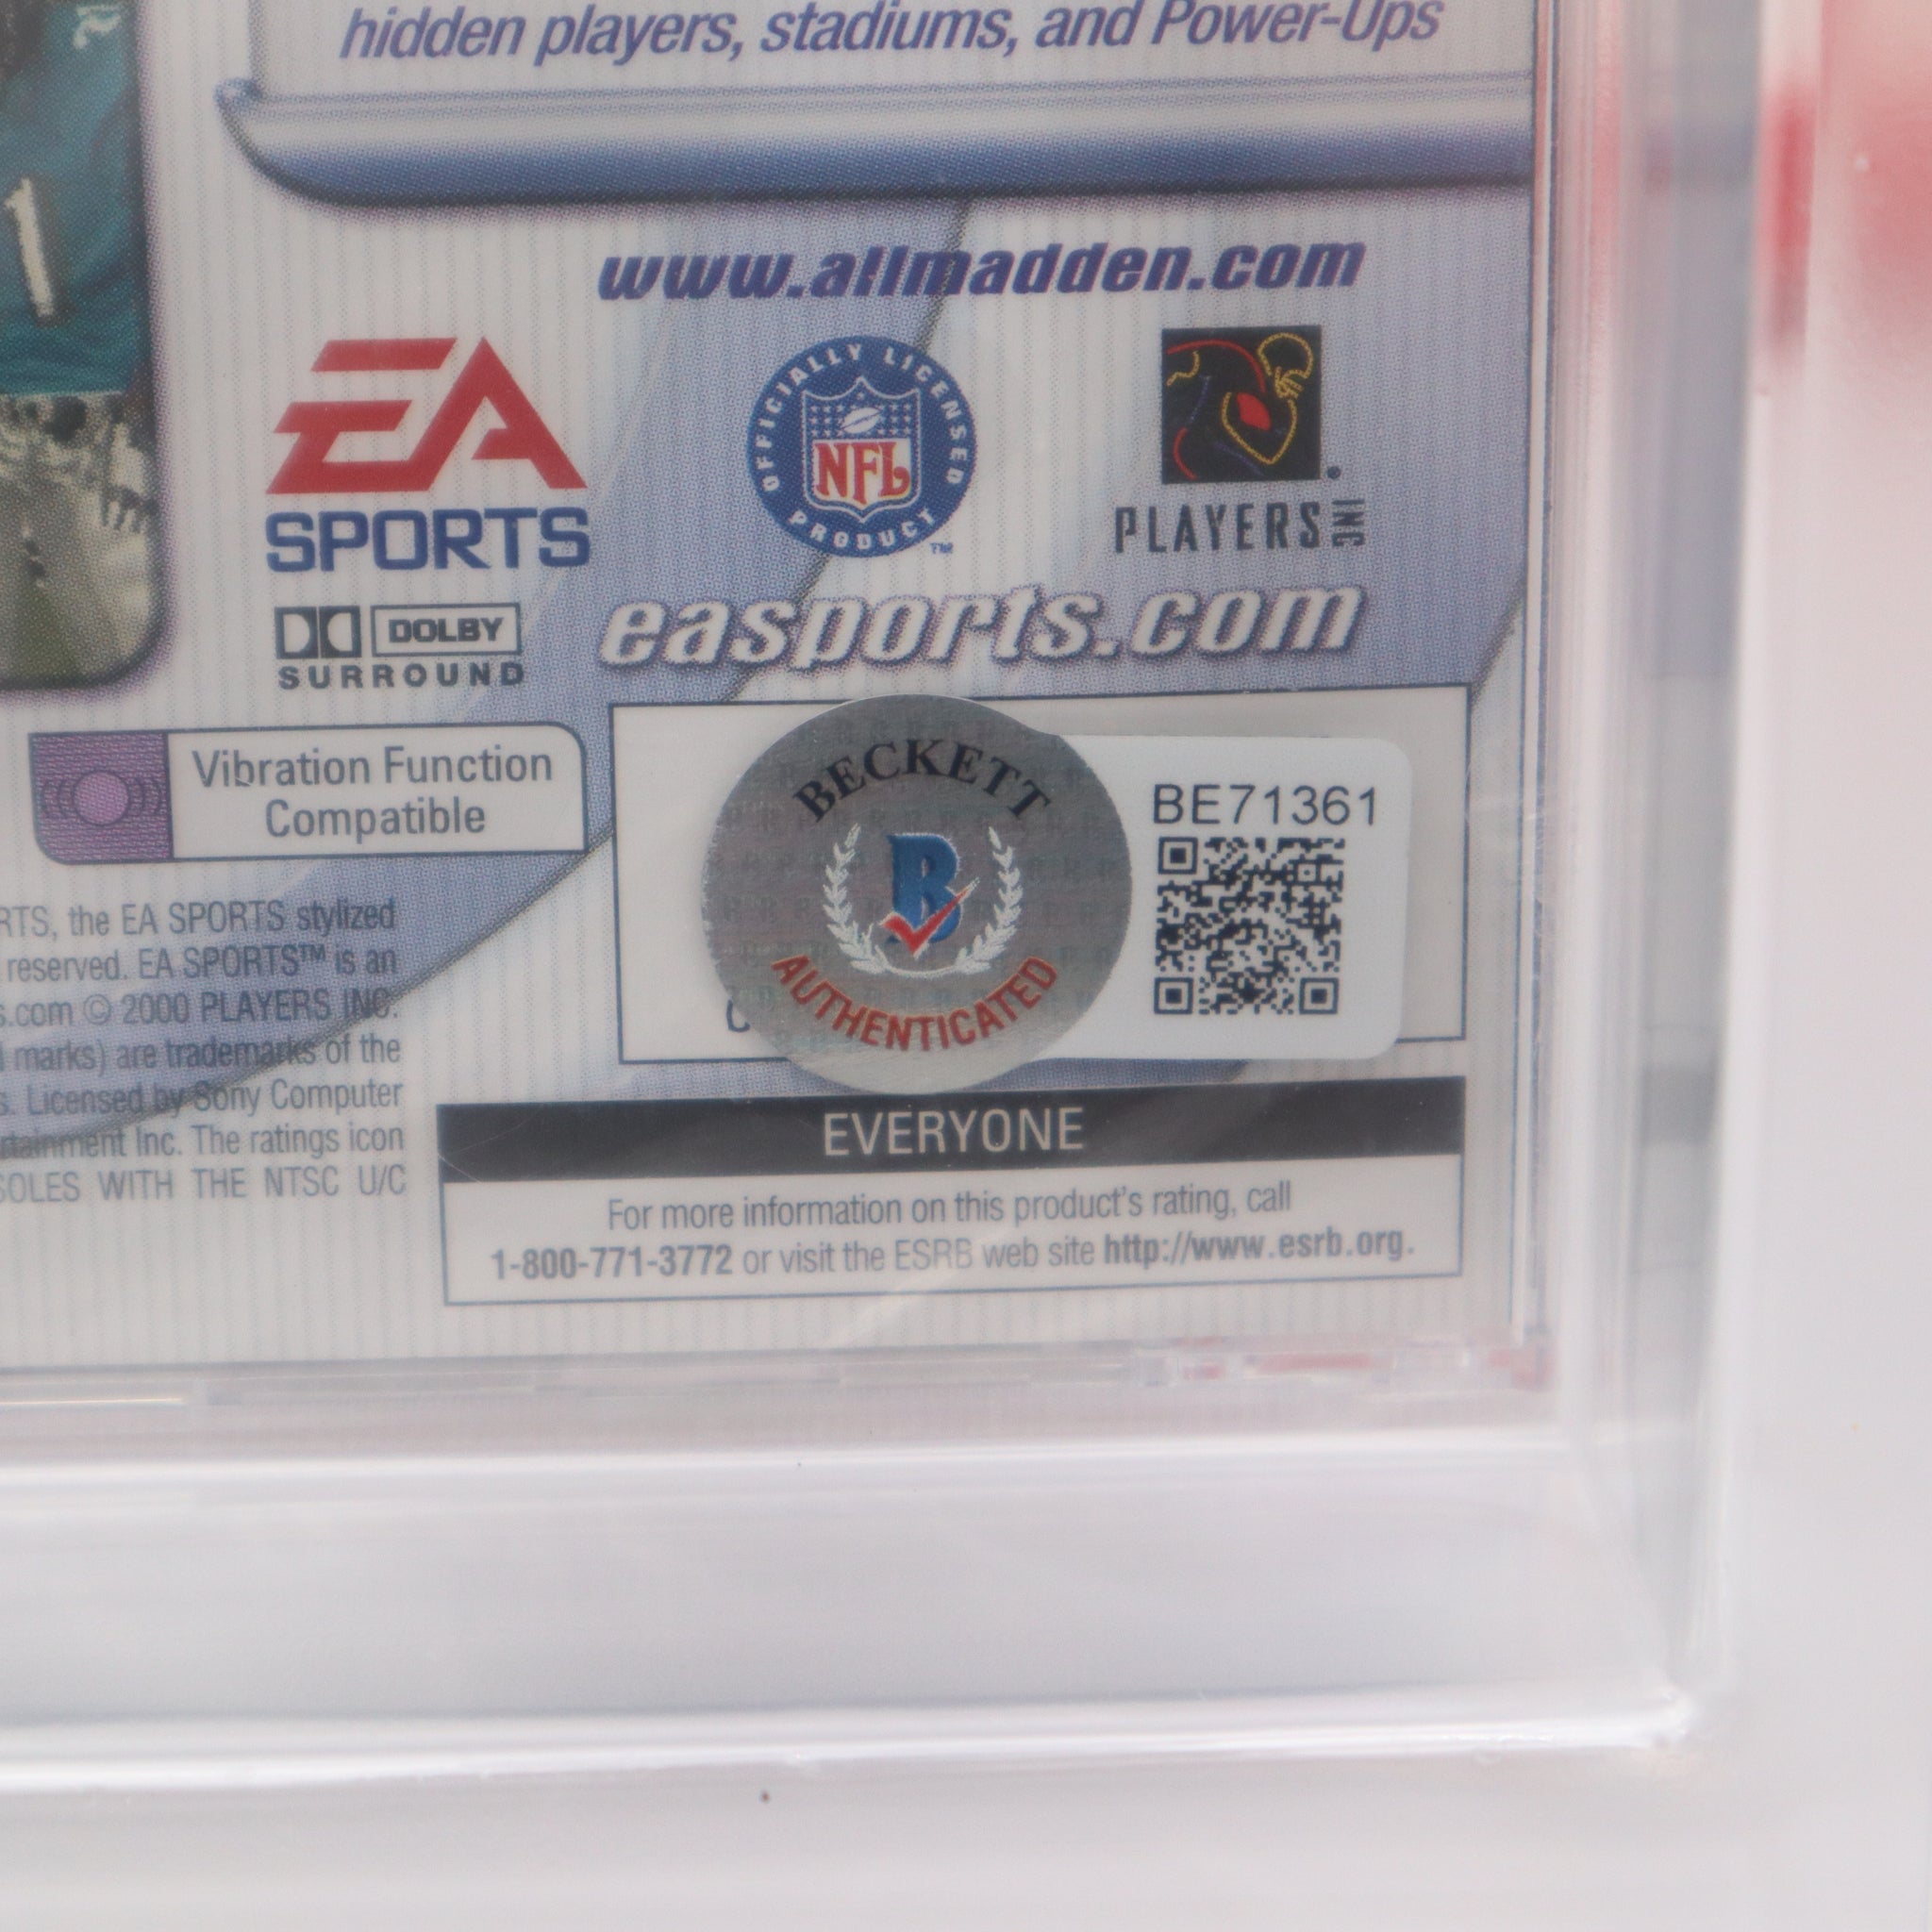 hidden players, stadiums, and Power-Ups
1
www.allmadden.com
EA
SPORTS
OFFICIALLY LICENSED
NFL
PRODUCT
TM
PLAYERS INC
DOLBY
SURROUND
easports.com
Vibration Function
Compatible
BECKETT
B
AUTHENTICATED
BE71361
RTS, the EA SPORTS stylized
reserved. EA SPORTS™ is an
s.com © 2000 PLAYERS INC.
marks) are trademarks of the
s. Licensed by Sony Computer
rtainment Inc. The ratings icon
SOLES WITH THE NTSC U/C
C
EVERYONE
For more information on this product's rating, call
1-800-771-3772 or visit the ESRB web site http://www.esrb.org.